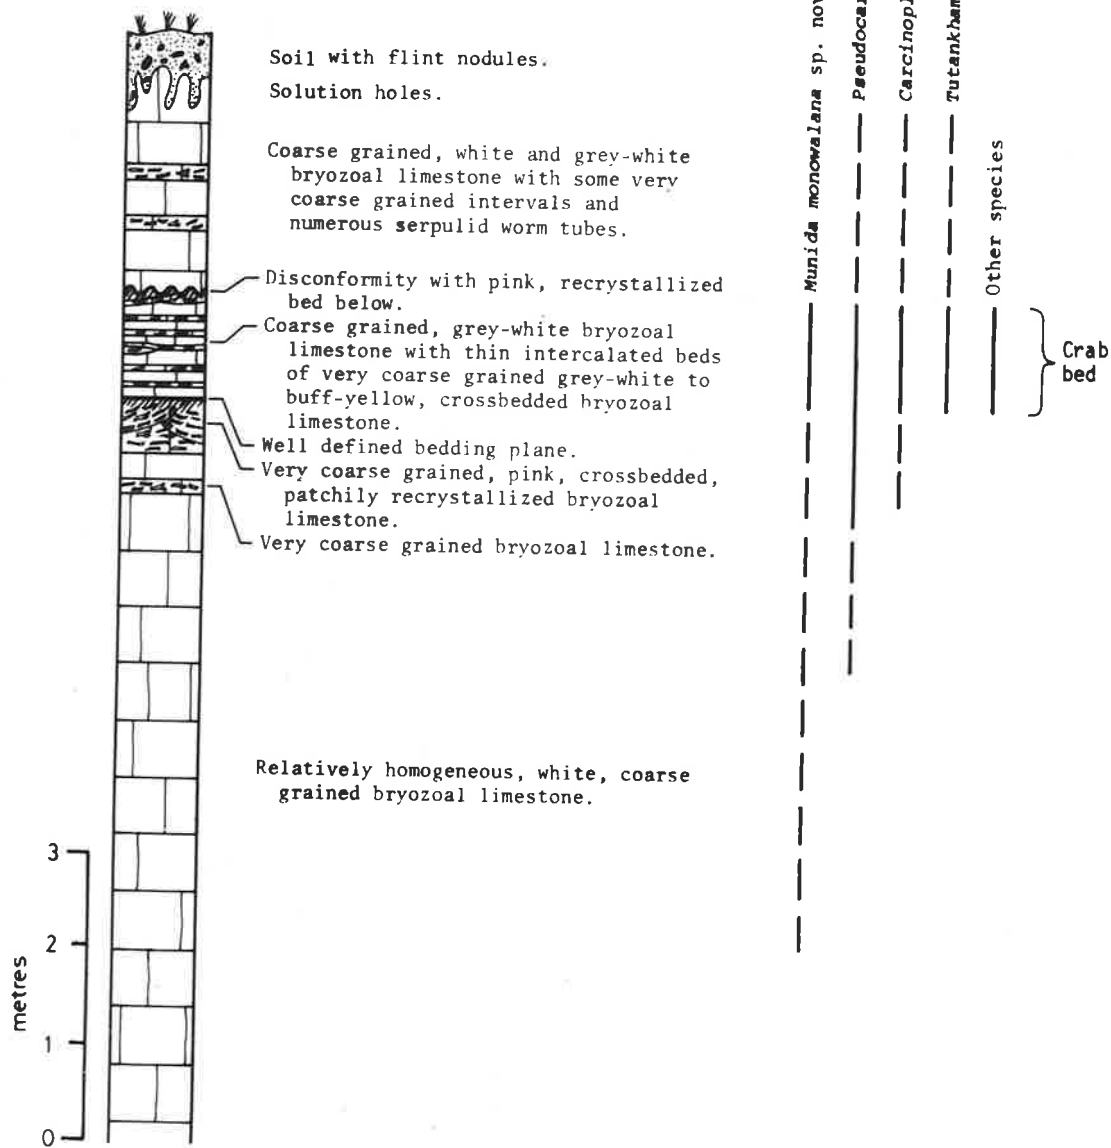 Soil with flint nodules.
Solution holes.
Coarse grained, white and grey-white
bryozoal limestone with some very
coarse grained intervals and
numerous serpulid worm tubes.
Disconformity with pink, recrystallized
bed below.
Coarse grained, grey-white bryozoal
limestone with thin intercalated beds
of very coarse grained grey-white to
buff-yellow, crossbedded bryozoal
limestone.
Well defined bedding plane.
Very coarse grained, pink, crossbedded,
patchily recrystallized bryozoal
limestone.
Very coarse grained bryozoal limestone.
Relatively homogeneous, white, coarse
grained bryozoal limestone.
3
2
1
0
metres
Munida monowalana sp.
Other species
Crab
bed